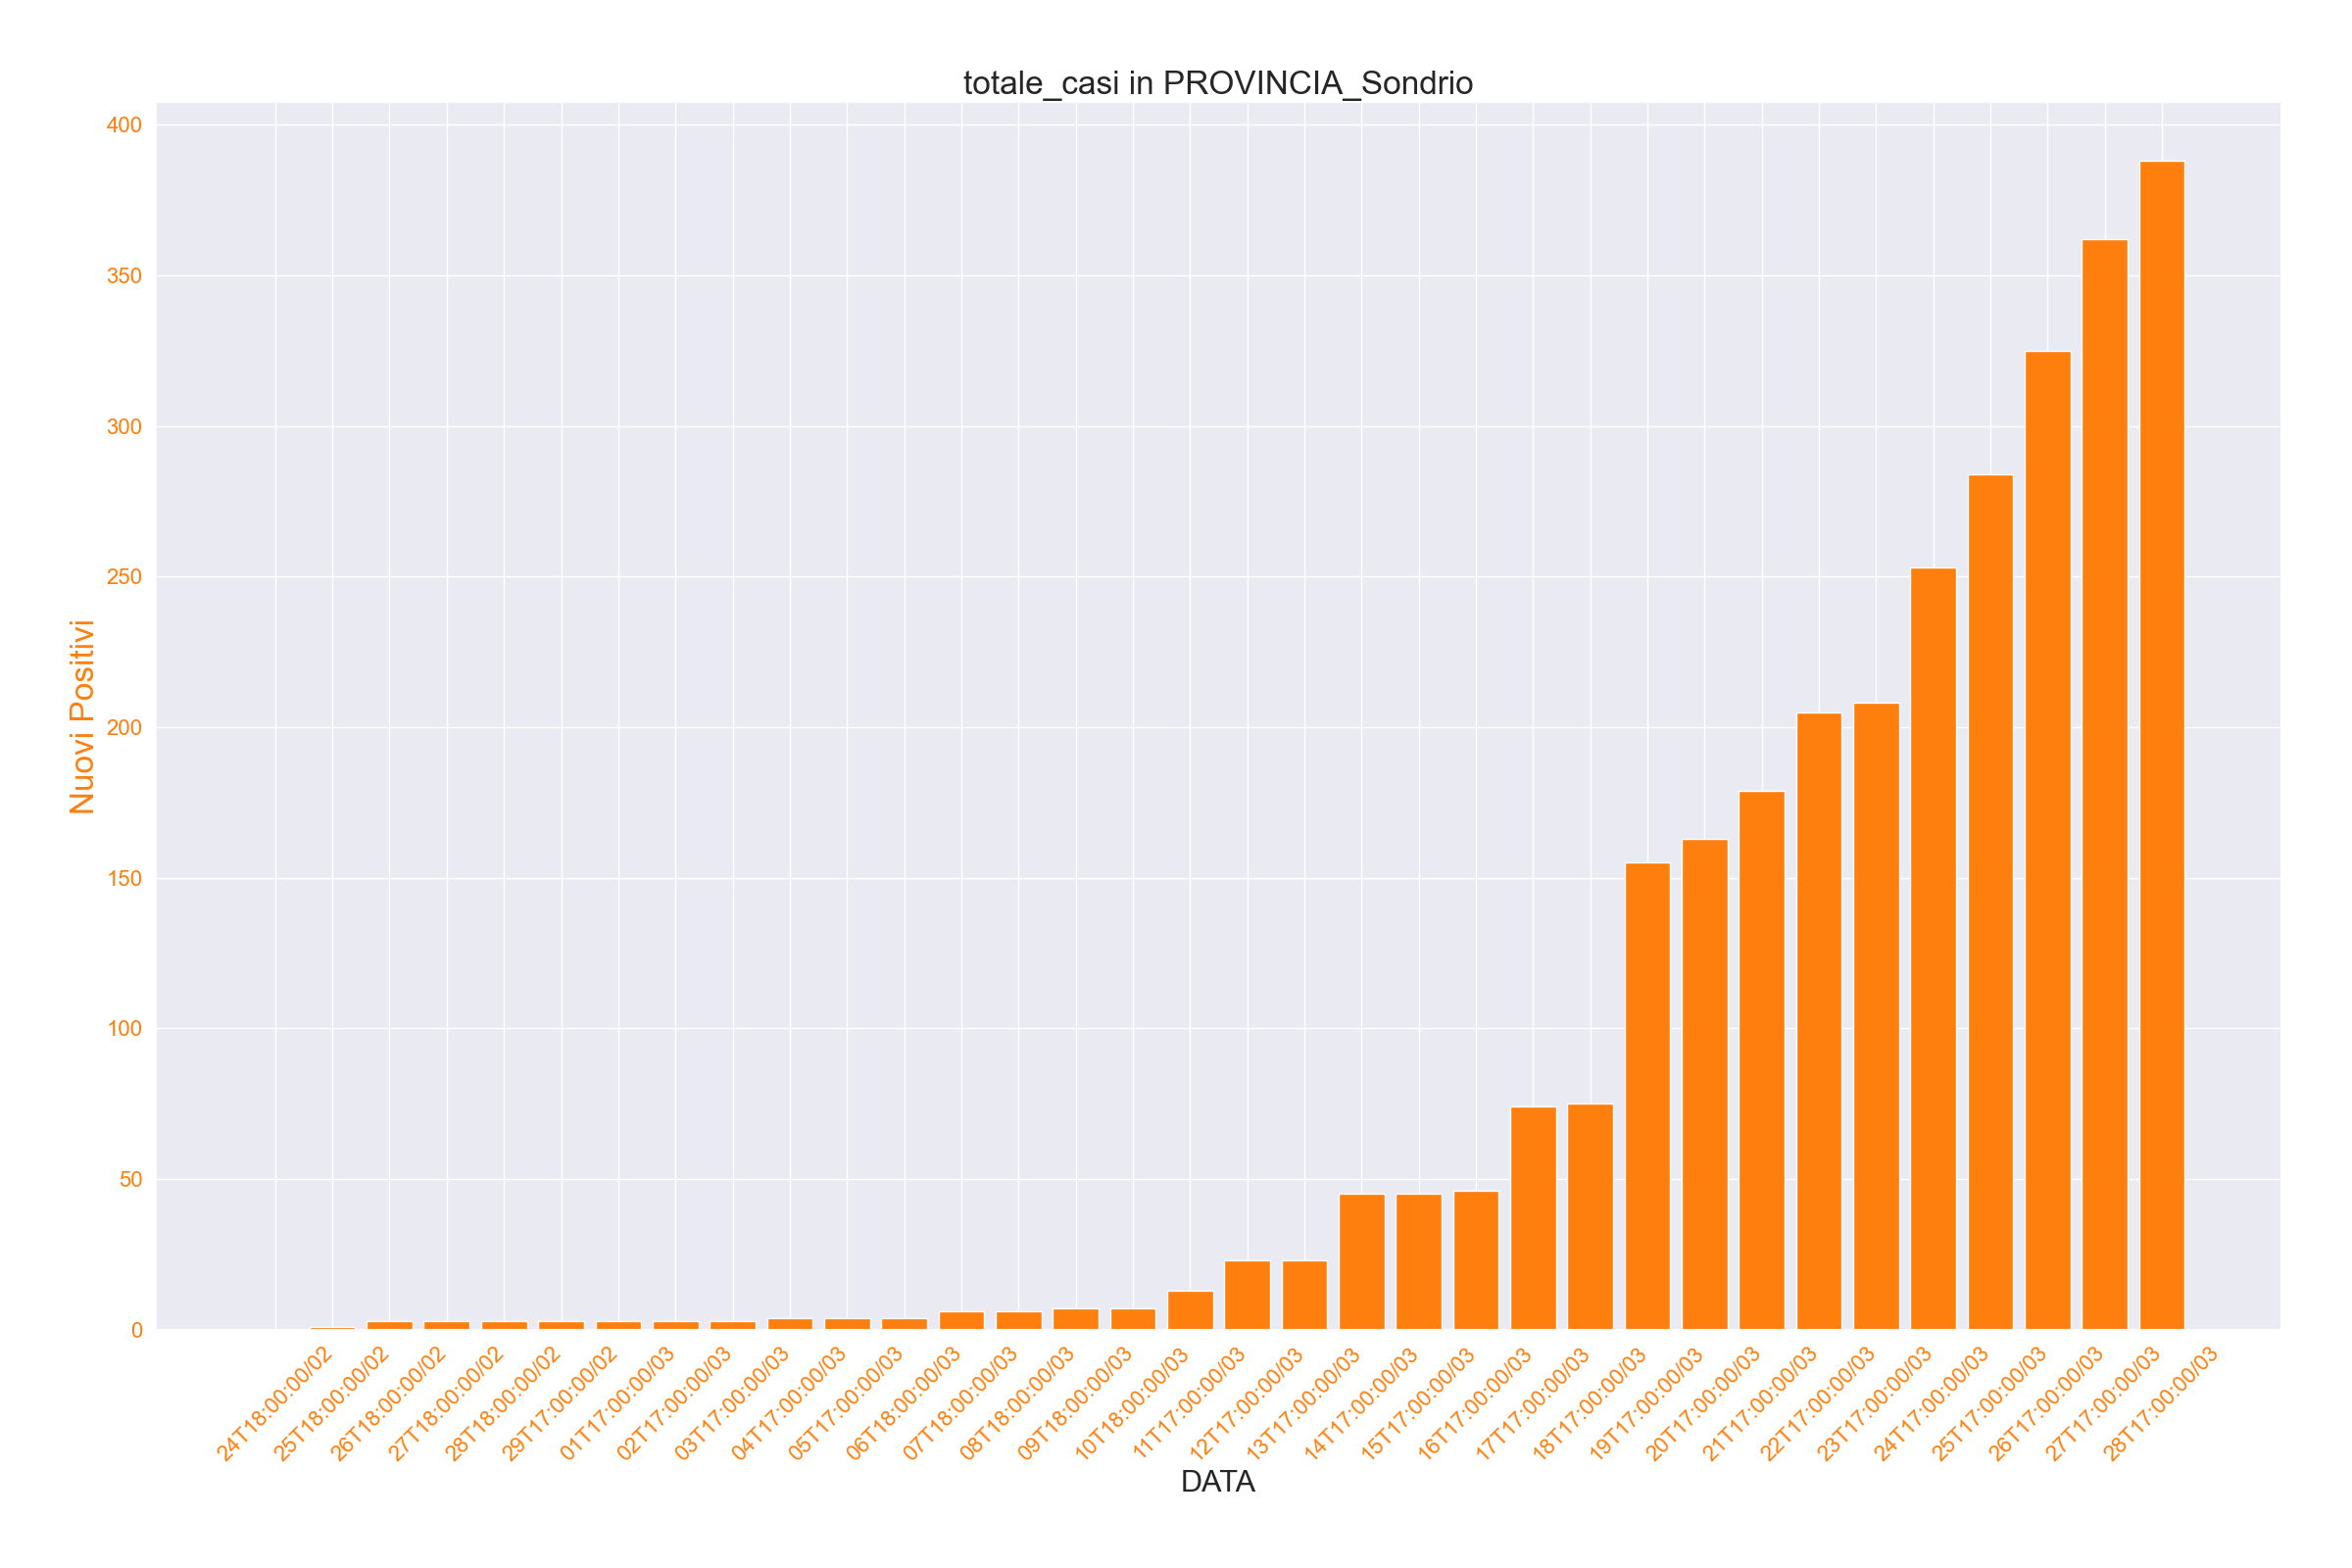 totale_casi in PROVINCIA_Sondrio
400
350
300
250
200
150
100
50
0
Nuovi Positivi
24T18:00:00/02
25T18:00:00/02
26T18:00:00/02
27T18:00:00/02
28T18:00:00/02
29T17:00:00/02
01T17:00:00/03
02T17:00:00/03
03T17:00:00/03
04T17:00:00/03
05T17:00:00/03
06T18:00:00/03
07T18:00:00/03
08T18:00:00/03
09T18:00:00/03
10T18:00:00/03
11T17:00:00/03
12T17:00:00/03
13T17:00:00/03
14T17:00:00/03
15T17:00:00/03
16T17:00:00/03
17T17:00:00/03
18T17:00:00/03
19T17:00:00/03
20T17:00:00/03
21T17:00:00/03
22T17:00:00/03
23T17:00:00/03
24T17:00:00/03
25T17:00:00/03
26T17:00:00/03
27T17:00:00/03
28T17:00:00/03
DATA